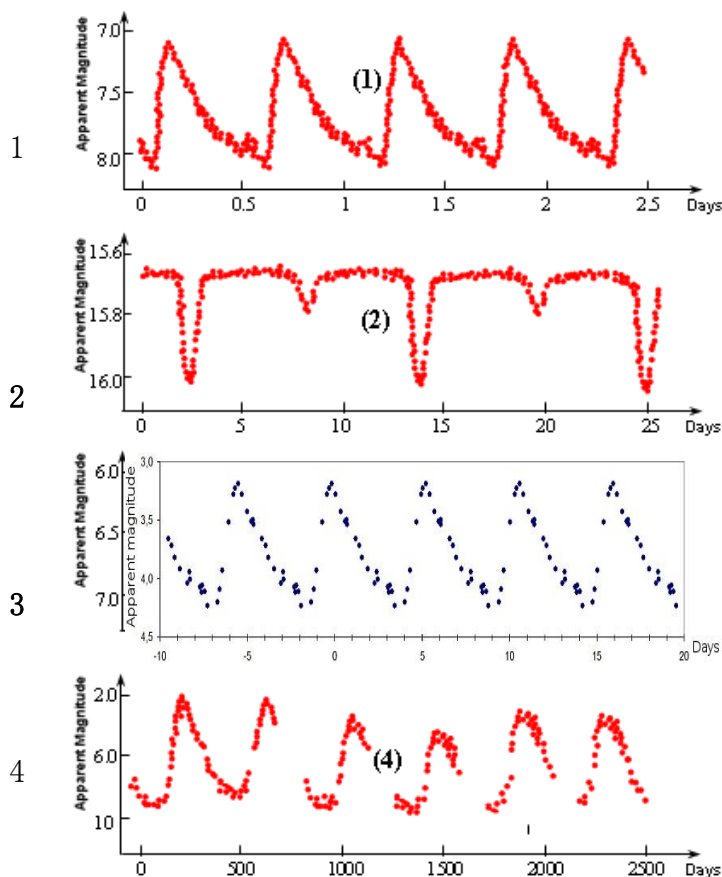 7.0
7.5
8.0
Apparent Magnitude
(1)
1
0 0.5 1 1.5 2 2.5 Days
15.6
15.8
16.0
Apparent Magnitude
(2)
2
0 5 10 15 20 25 Days
6.0
6.5
7.0
Apparent Magnitude
3,0
3,5
4,0
4,5
Apparent magnitude
3
-10 -5 0 5 10 15 20 Days
2.0
6.0
10
Apparent Magnitude
(4)
4
0 500 1000 1500 2000 2500 Days